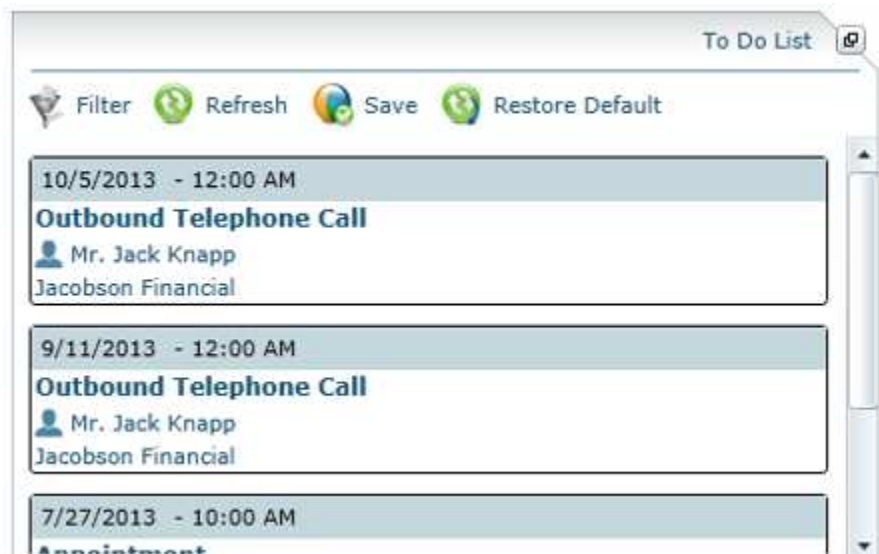 To Do List
Filter Refresh Save Restore Default
10/5/2013 - 12:00 AM
Outbound Telephone Call
Mr. Jack Knapp
Jacobson Financial
9/11/2013 - 12:00 AM
Outbound Telephone Call
Mr. Jack Knapp
Jacobson Financial
7/27/2013 - 10:00 AM
Appointment